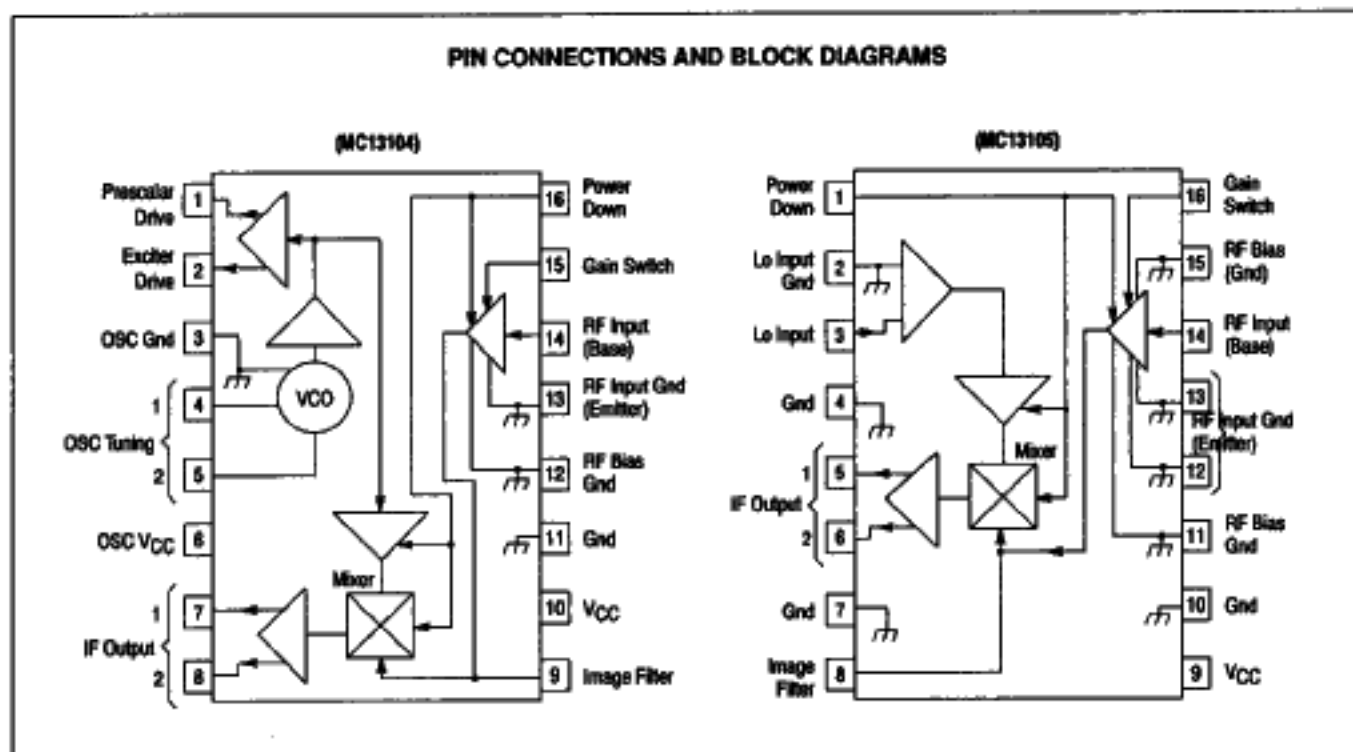 PIN CONNECTIONS AND BLOCK DIAGRAMS
(MC13104)
Prescalar
Drive
1
Exciter
Drive
2
OSC Gnd
3
1
4
OSC Tuning
2
5
OSC VCC
6
1
7
IF Output
2
8
VCO
Mixer
16
Power
Down
15
Gain Switch
14
RF Input
(Base)
13
RF Input Gnd
(Emitter)
12
RF Bias
Gnd
11
Gnd
10
VCC
9
Image Filter
(MC13105)
Power
Down
1
Lo Input
Gnd
2
Lo Input
3
Gnd
4
1
5
IF Output
2
6
Gnd
7
Image
Filter
8
Mixer
16
Gain
Switch
15
RF Bias
(Gnd)
14
RF Input
(Base)
13
RF Input Gnd
(Emitter)
12
11
RF Bias
Gnd
10
Gnd
9
VCC